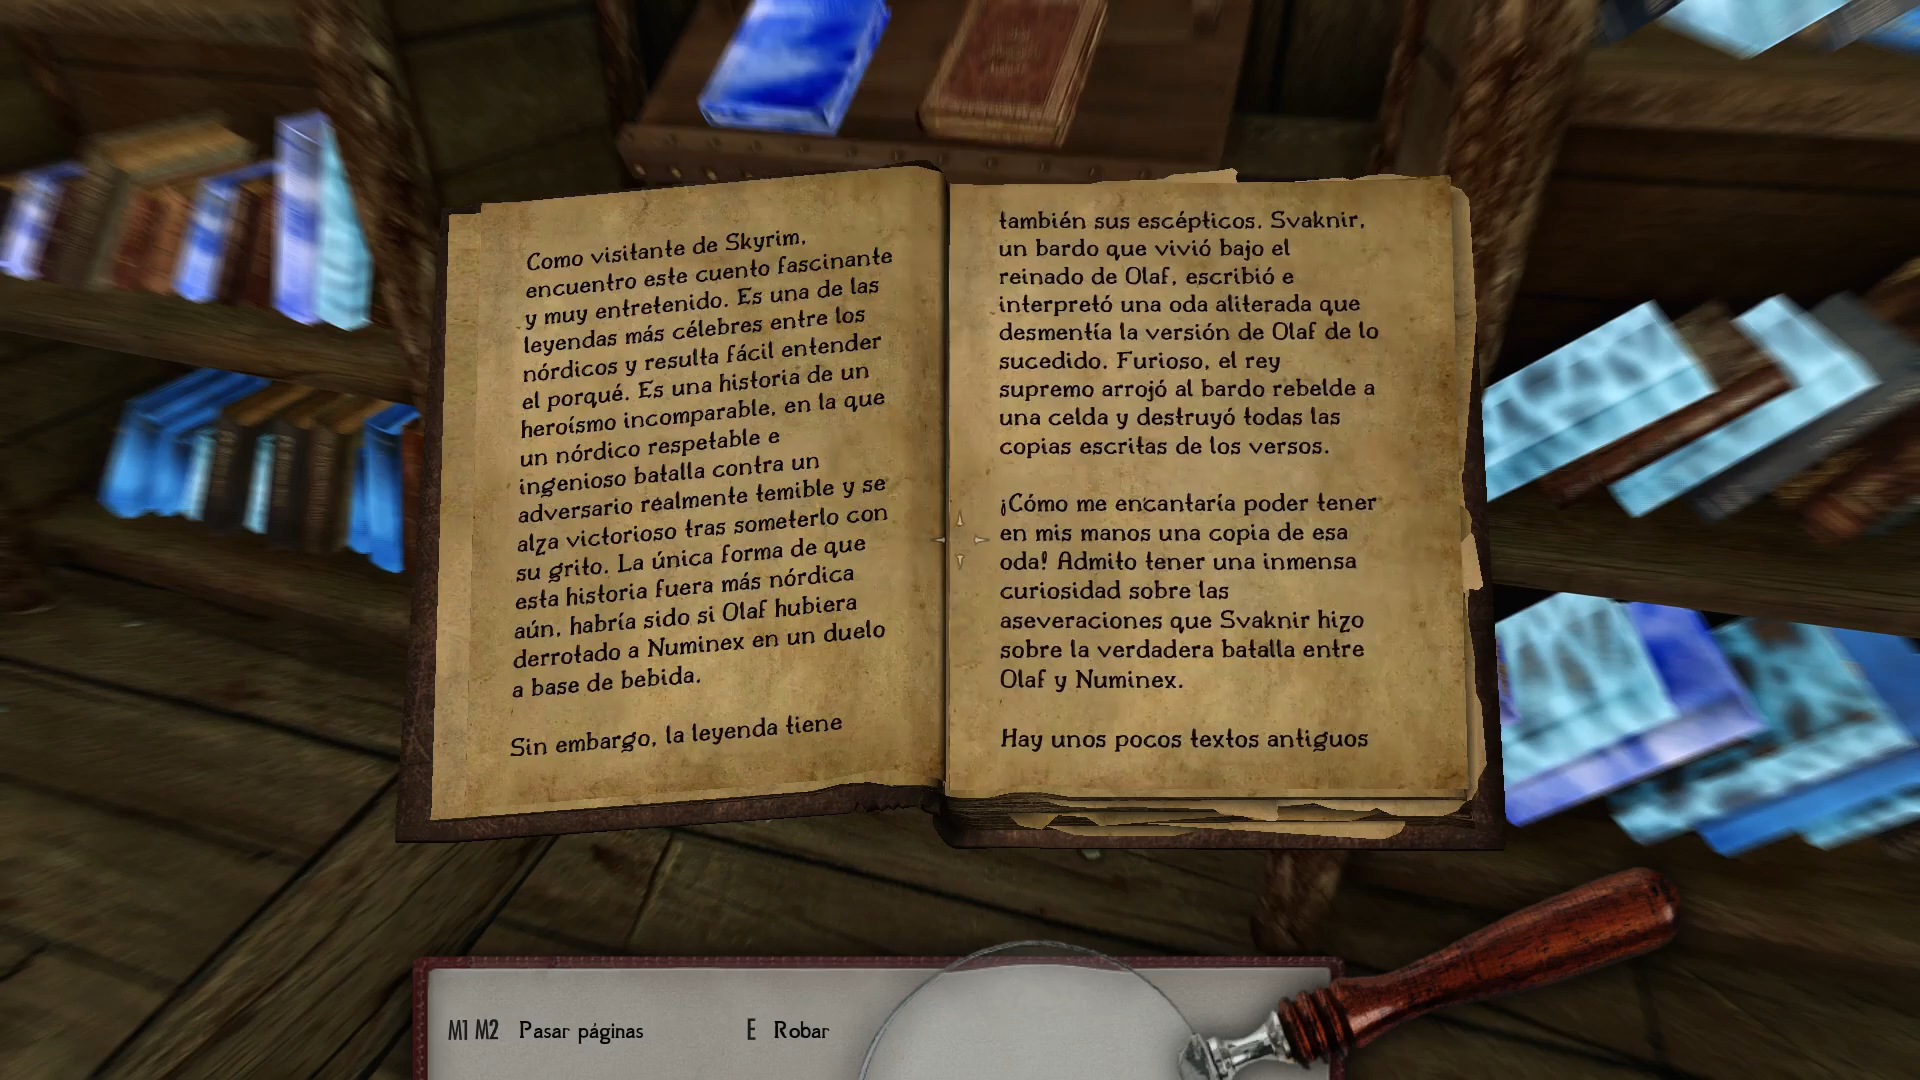 Como visitante de Skyrim,
encuentro este cuento fascinante
y muy entretenido. Es una de las
leyendas más célebres entre los
nórdicos y resulta fácil entender
el porqué. Es una historia de un
heroísmo incomparable, en la que
un nórdico respetable e
ingenioso batalla contra un
adversario realmente temible y se
alza victorioso tras someterlo con
su grito. La única forma de que
esta historia fuera más nórdica
aún, habría sido si Olaf hubiera
derrotado a Numinex en un duelo
a base de bebida.
Sin embargo, la leyenda tiene
también sus escépticos. Svaknir,
un bardo que vivió bajo el
reinado de Olaf, escribió e
interpretó una oda aliterada que
desmentía la versión de Olaf de lo
sucedido. Furioso, el rey
supremo arrojó al bardo rebelde a
una celda y destruyó todas las
copias escritas de los versos.
¡Cómo me encantaría poder tener
en mis manos una copia de esa
oda! Admito tener una inmensa
curiosidad sobre las
aseveraciones que Svaknir hizo
sobre la verdadera batalla entre
Olaf y Numinex.
Hay unos pocos textos antiguos
M1 M2 Pasar páginas E Robar